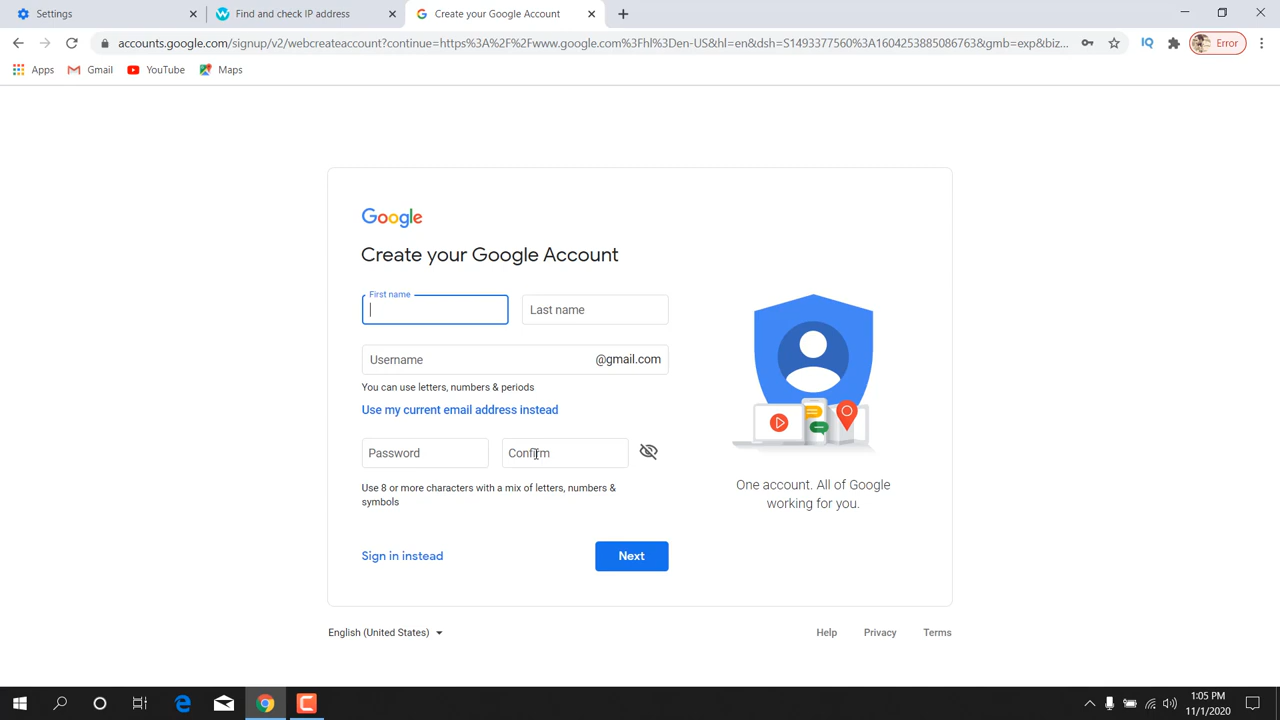 Settings
Find and check IP address
Create your Google Account
accounts.google.com/signup/v2/webcreateaccount?continue=https%3A%2F%2Fwww.google.com%3Fhl%3Den-US&hl=en&dsh=S1493377560%3A1604253885086763&gmb=exp&biz...
IQ
Error
Apps
Gmail
YouTube
Maps
Google
Create your Google Account
First name
Last name
Username
@gmail.com
You can use letters, numbers & periods
Use my current email address instead
Password
Confirm
Use 8 or more characters with a mix of letters, numbers &
symbols
One account. All of Google
working for you.
Sign in instead
Next
English (United States)
Help
Privacy
Terms
1:05 PM
11/1/2020